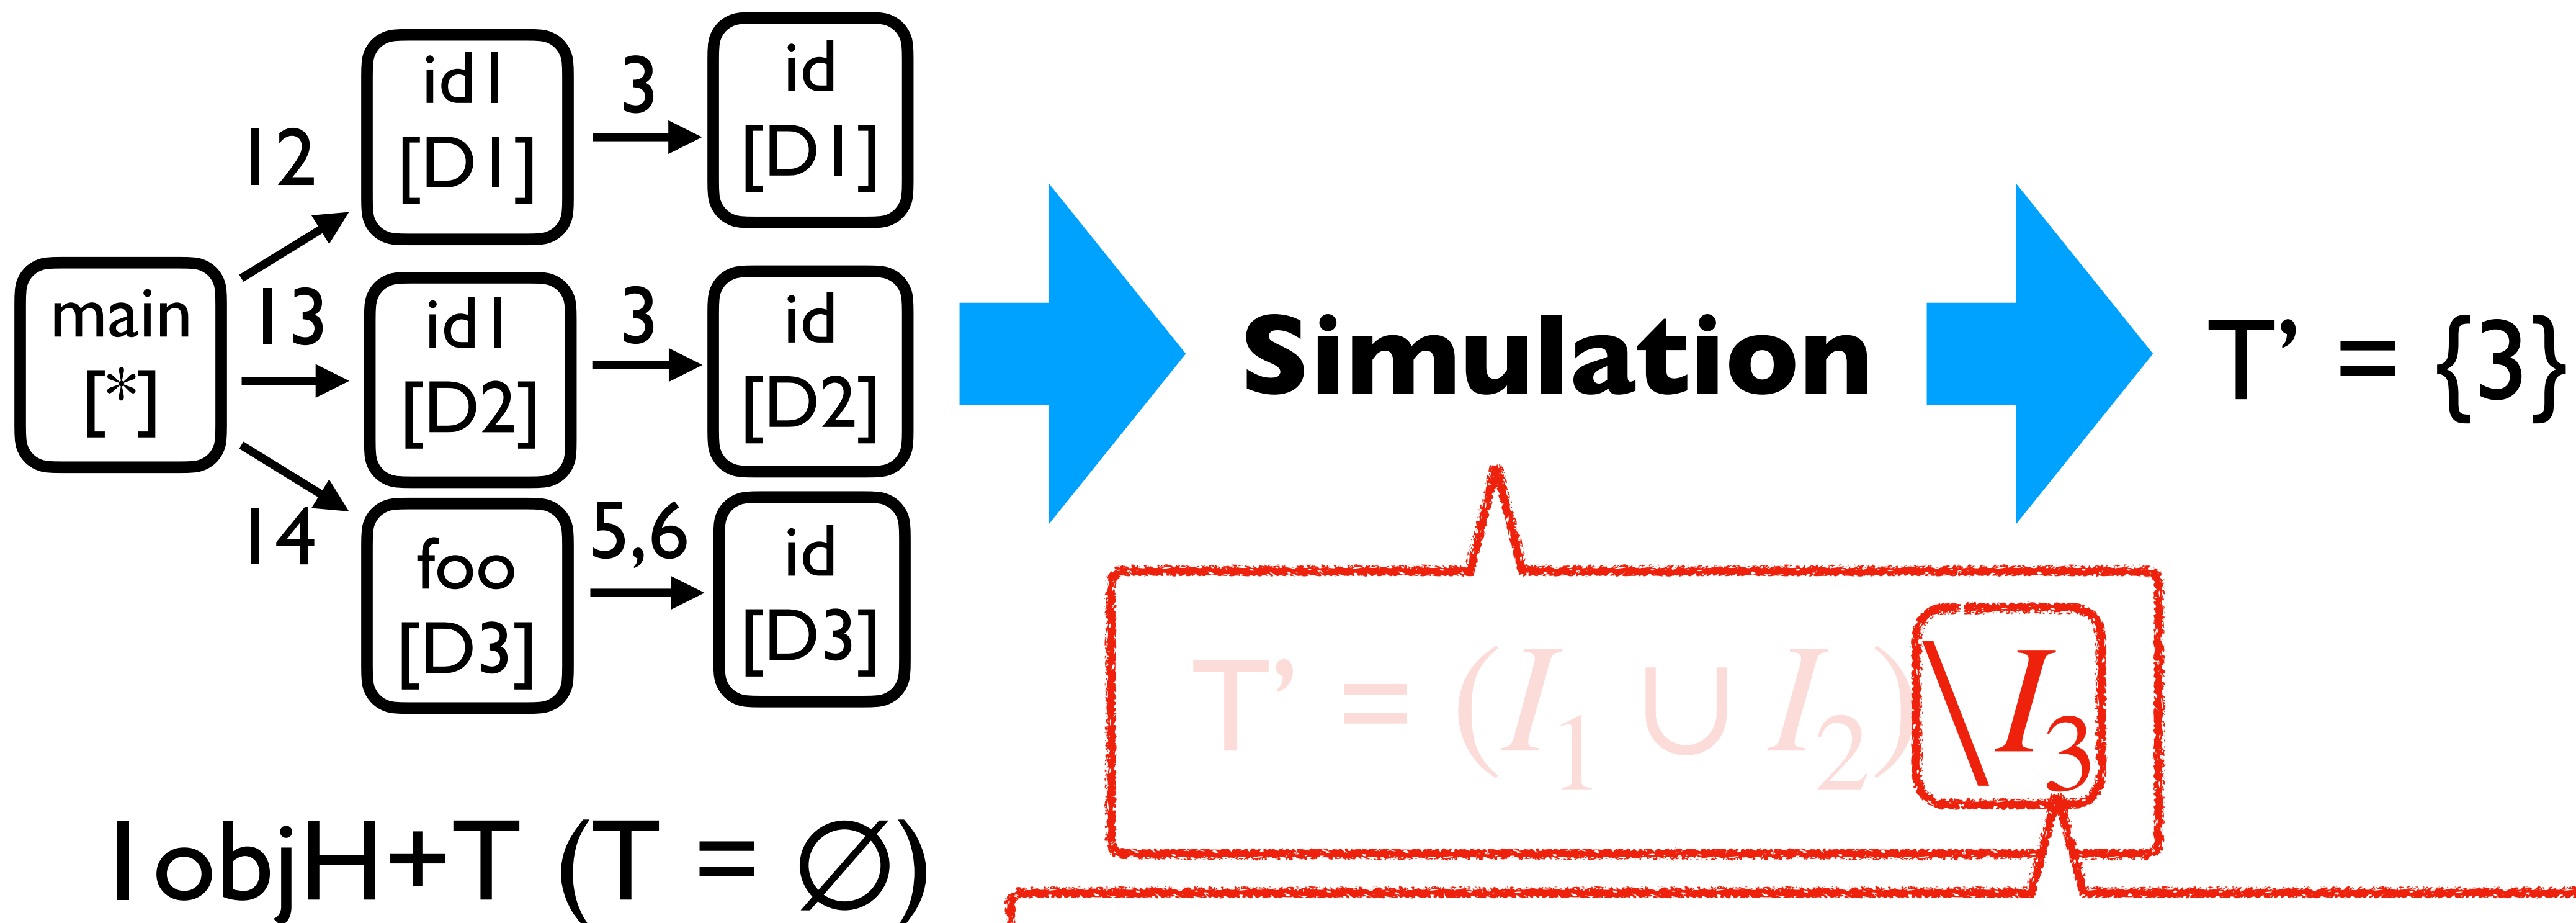 id1
[D1]
3
id
[D1]
12
main
[*]
13
id1
[D2]
3
id
[D2]
14
foo
[D3]
5,6
id
[D3]
Simulation
T' = {3}
T' = (I₁ ∪ I₂)\I₃
1objH+T (T = ∅)